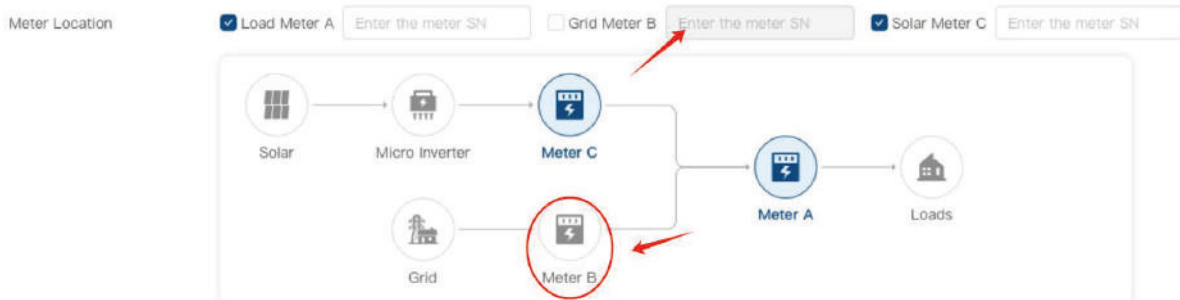 Meter Location Load Meter A Enter the meter SN Grid Meter B Enter the meter SN Solar Meter C Enter the meter SN
Solar Micro Inverter Meter C
Meter A Loads
Grid Meter B